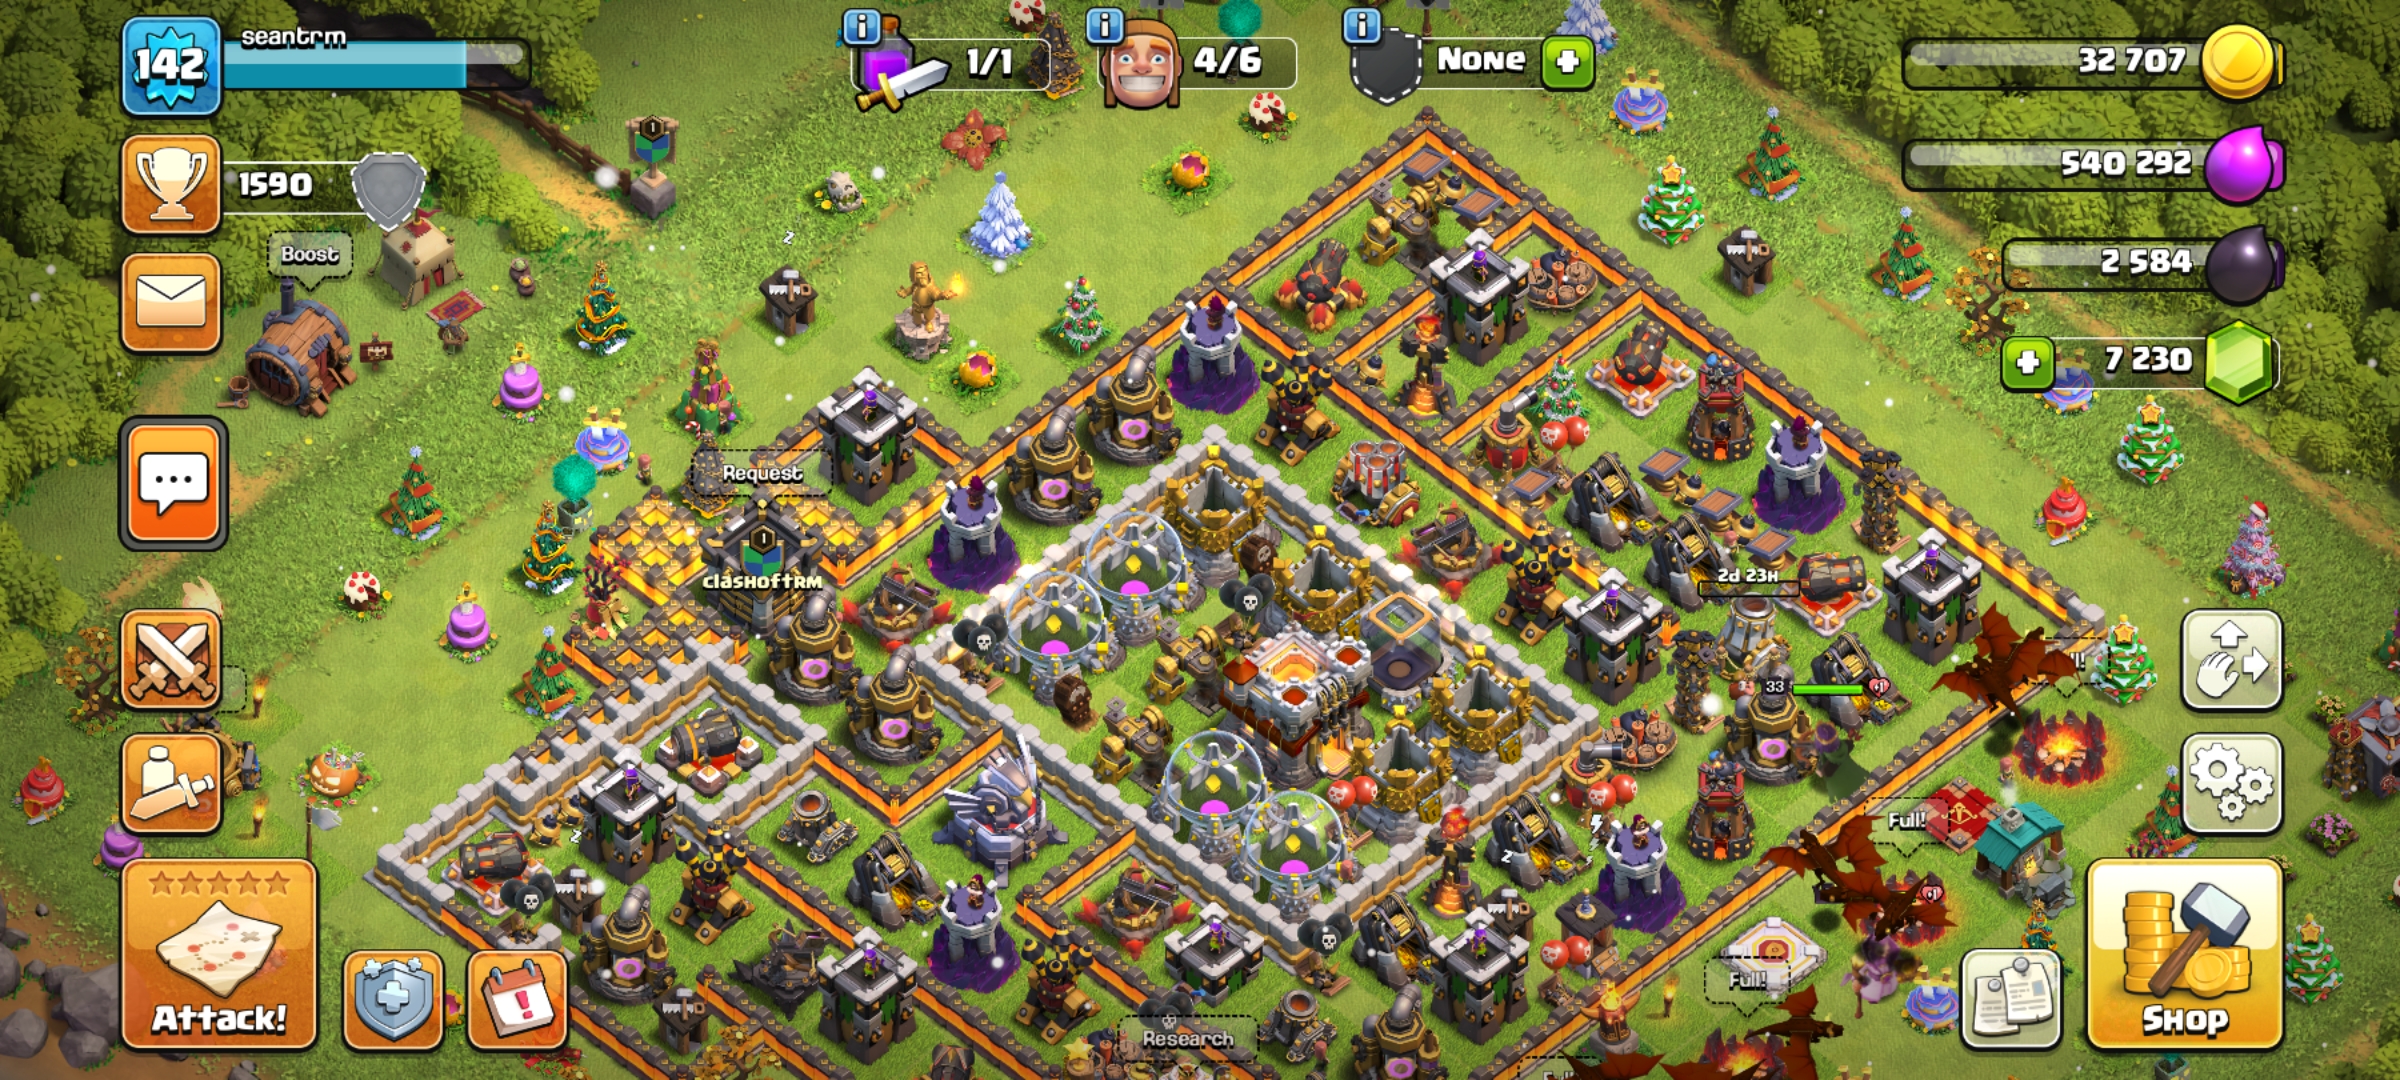 142
seantrm
1/1
4/6
None
32 707
1590
540 292
Boost
2 584
7 230
Request
1
clashoftrm
2d 23h
33
Full!
Full!
Attack!
Research
Shop